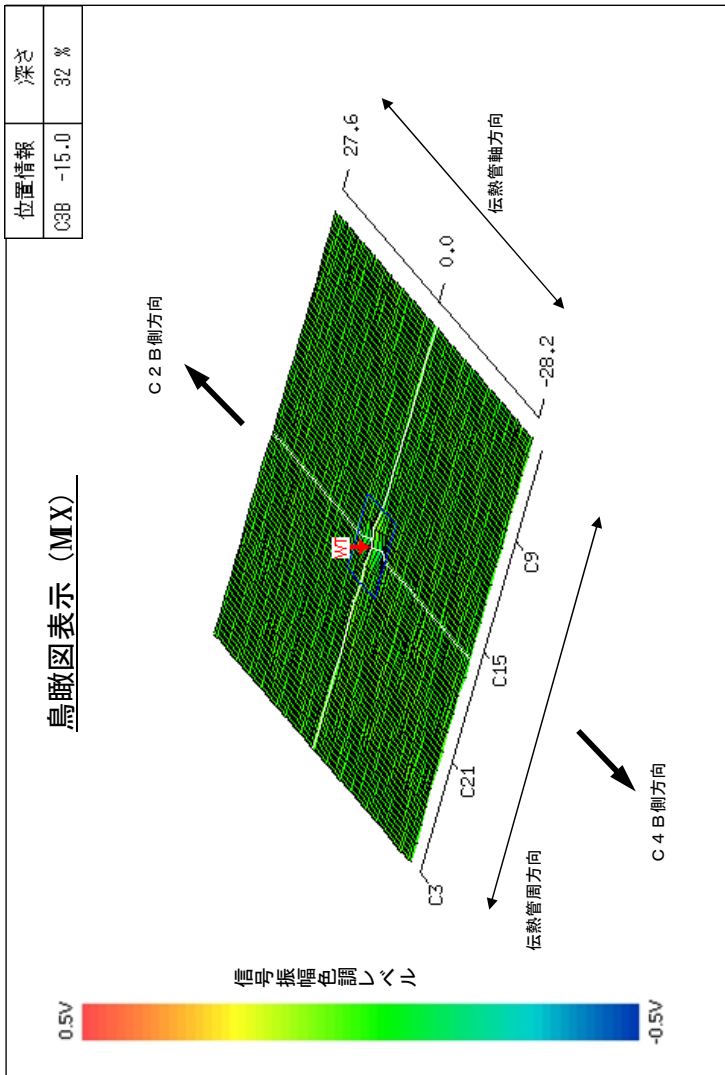 鳥瞰図表示（MIX）
位置情報 深さ
C3B -15.0 32 %
C2B側方向
WT
27.6
0.0
-28.2
伝熱管軸方向
C3
C21
C15
C9
伝熱管周方向
C4B側方向
0.5V
信号振幅色調レベル
-0.5V